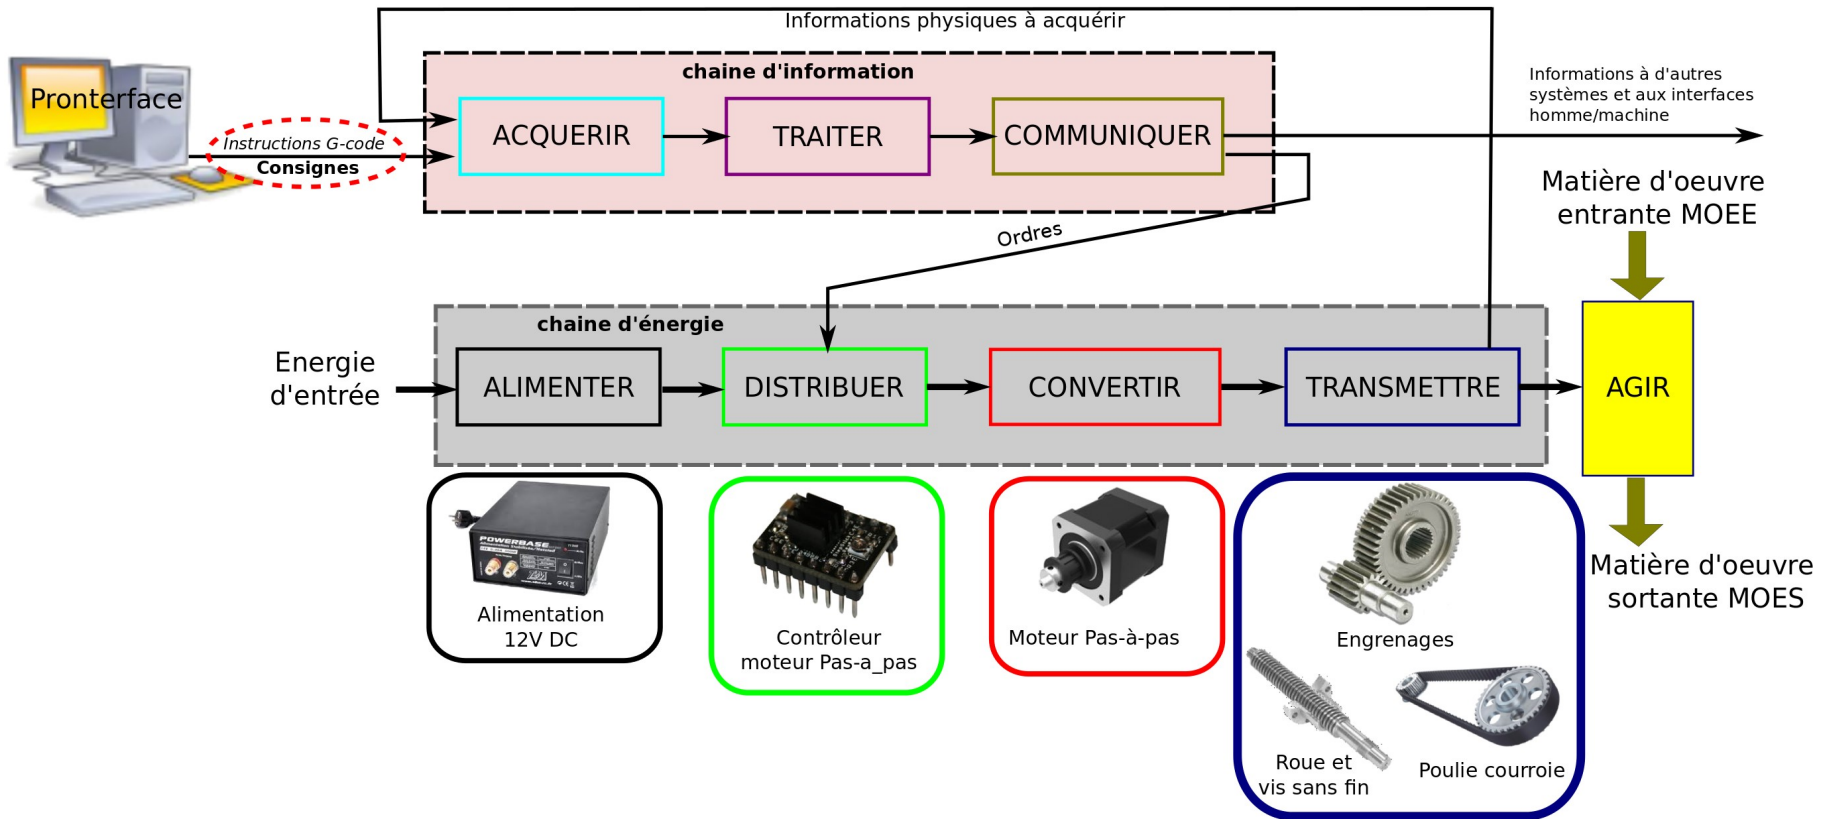 Informations physiques à acquérir
chaine d'information
Pronterface
Instructions G-code
Consignes
ACQUERIR
TRAITER
COMMUNIQUER
Informations à d'autres
systèmes et aux interfaces
homme/machine
Matière d'oeuvre
entrante MOEE
Ordres
chaine d'énergie
Energie
d'entrée
ALIMENTER
DISTRIBUER
CONVERTIR
TRANSMETTRE
AGIR
POWERBASE
Alimentation
12V DC
Contrôleur
moteur Pas-a_pas
Moteur Pas-à-pas
Engrenages
Roue et
vis sans fin
Poulie courroie
Matière d'oeuvre
sortante MOES